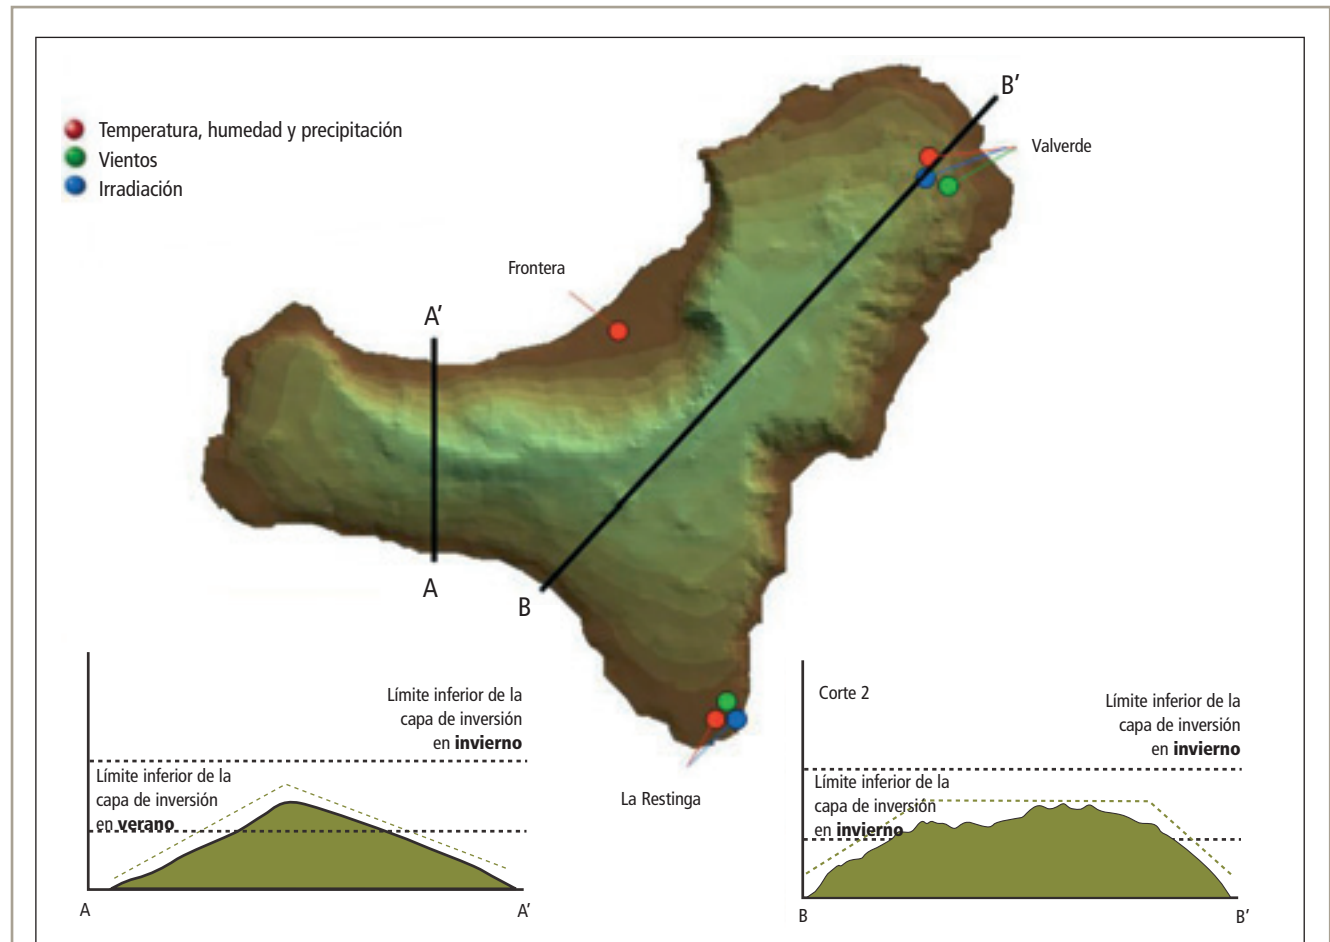 Temperatura, humedad y precipitación
Vientos
Irradiación
B’
Valverde
Frontera
A’
A
B
La Restinga
Límite inferior de la
capa de inversión
en invierno
Límite inferior de la
capa de inversión
en verano
A
A’
Corte 2
Límite inferior de la
capa de inversión
en invierno
Límite inferior de la
capa de inversión
en invierno
B
B’